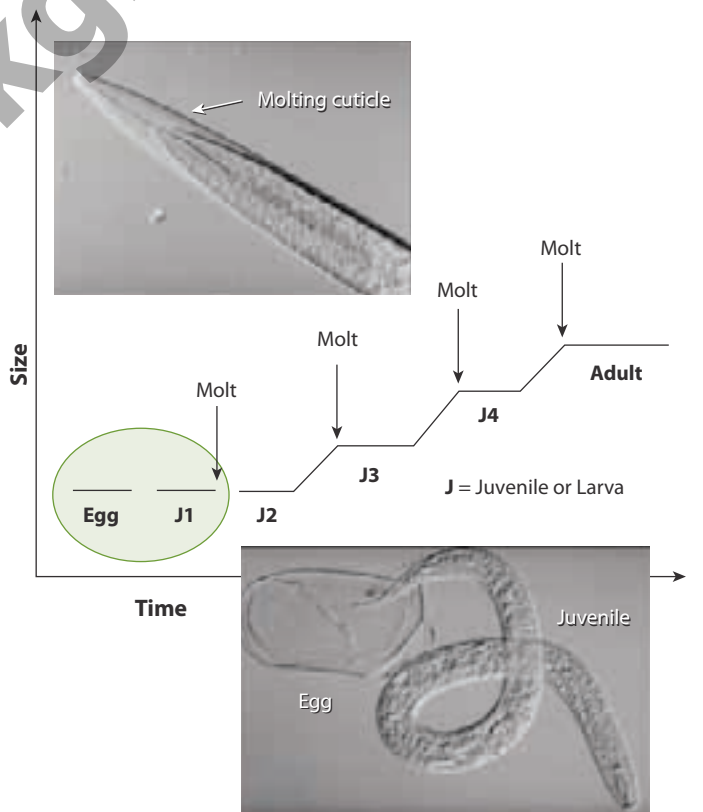 Molting cuticle
Molt
Molt
Molt
Molt
Size
Adult
J4
J3
J = Juvenile or Larva
Egg
J1
J2
Time
Juvenile
Egg